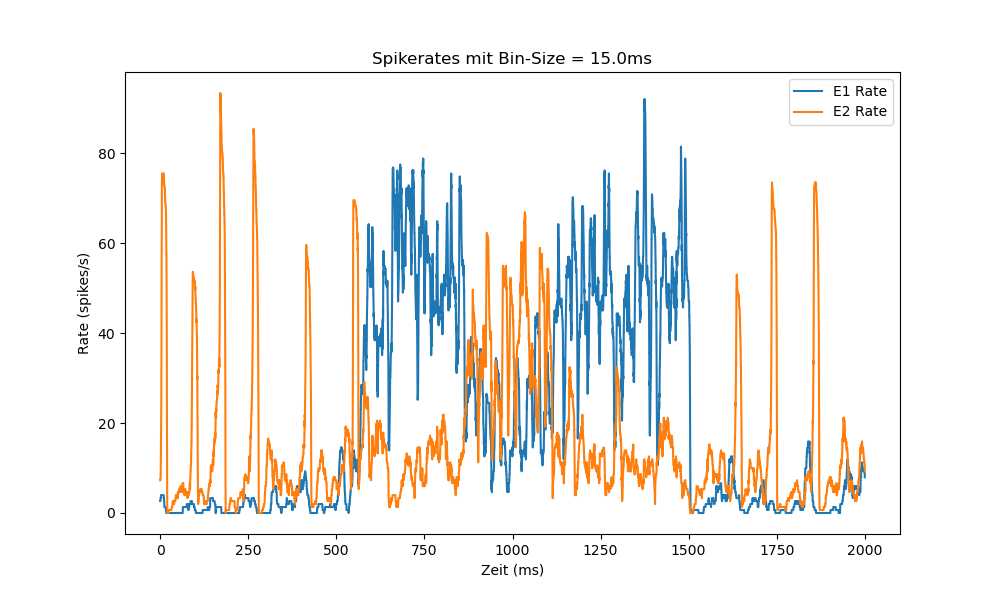 Spikerates mit Bin-Size = 15.0ms
E1 Rate
E2 Rate
Rate (spikes/s)
80
60
40
20
0
0 250 500 750 1000 1250 1500 1750 2000
Zeit (ms)